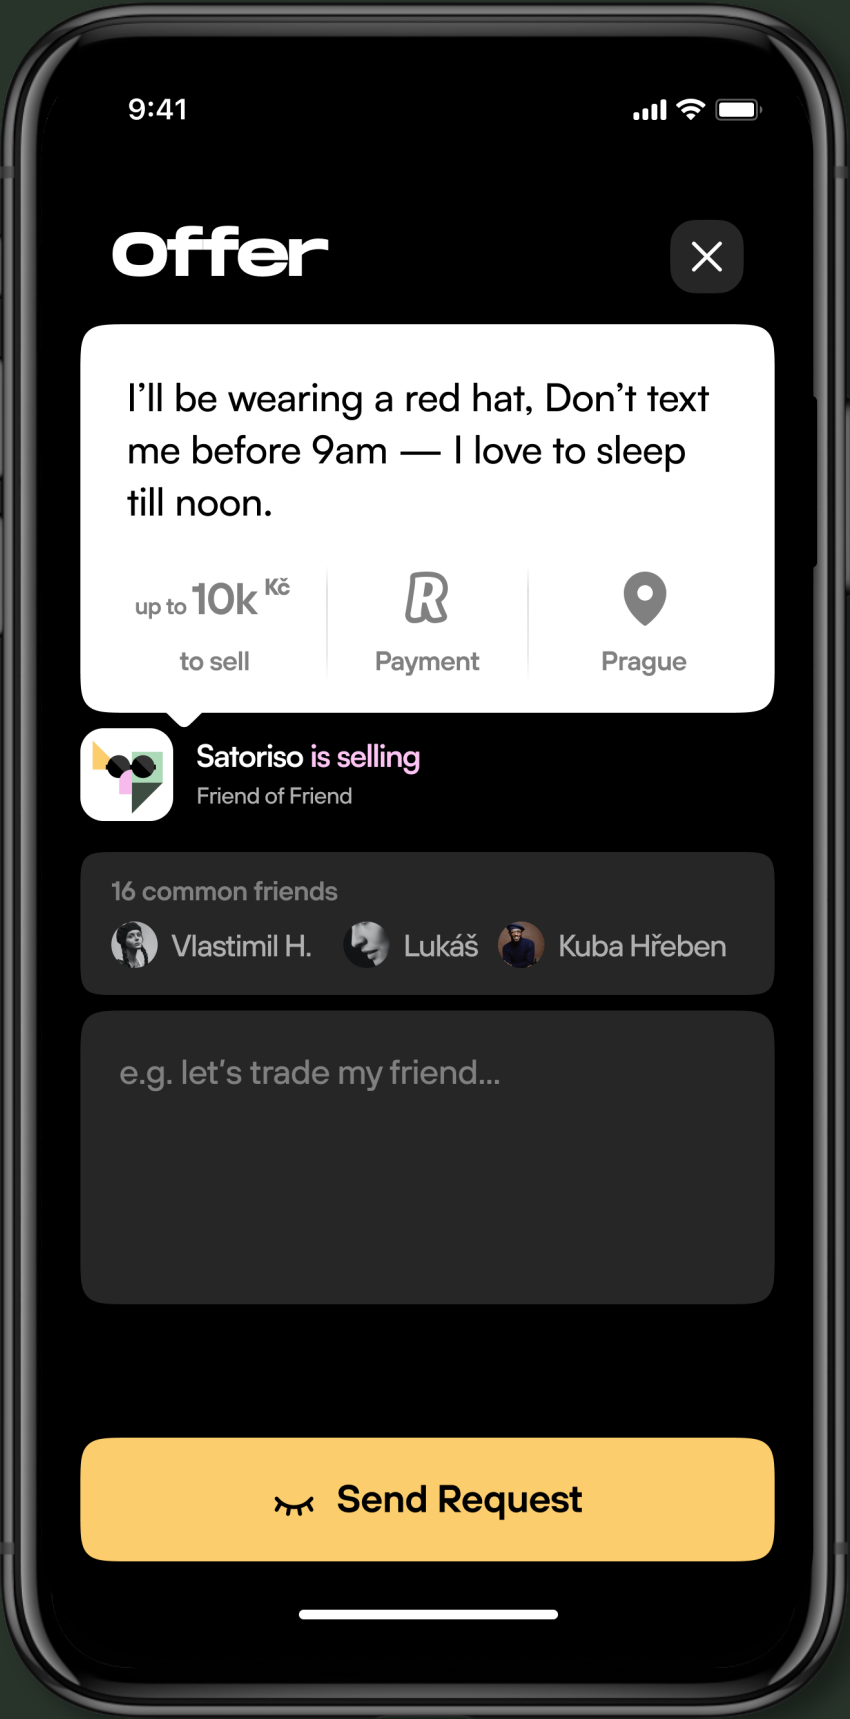 9:41
Offer
I’ll be wearing a red hat, Don’t text
me before 9am — I love to sleep
till noon.
up to 10k Kč
to sell
R
Payment
Prague
Satoriso is selling
Friend of Friend
16 common friends
Vlastimil H. Lukáš Kuba Hřeben
e.g. let’s trade my friend...
Send Request